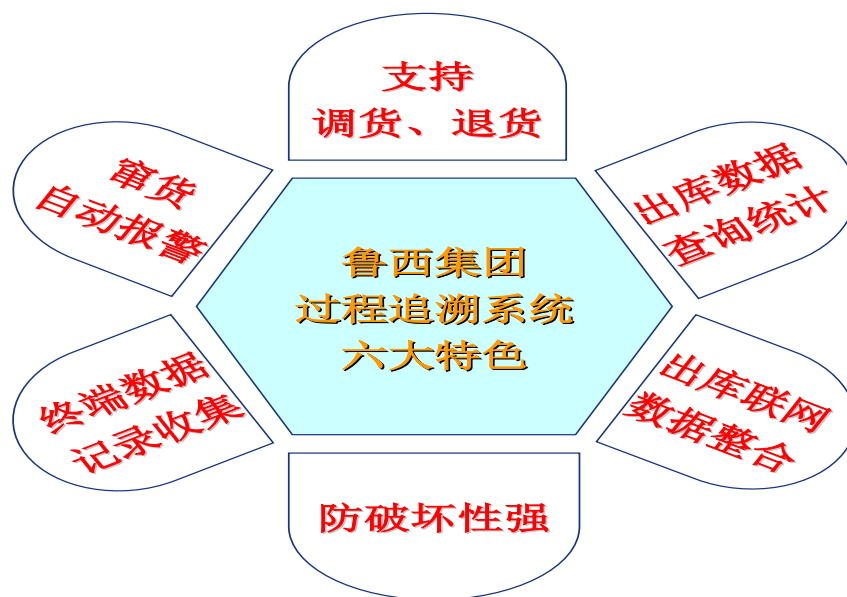 支持
调货、退货
窜货
自动报警
出库数据
查询统计
鲁西集团
过程追溯系统
六大特色
终端数据
记录收集
出库联网
数据整合
防破坏性强